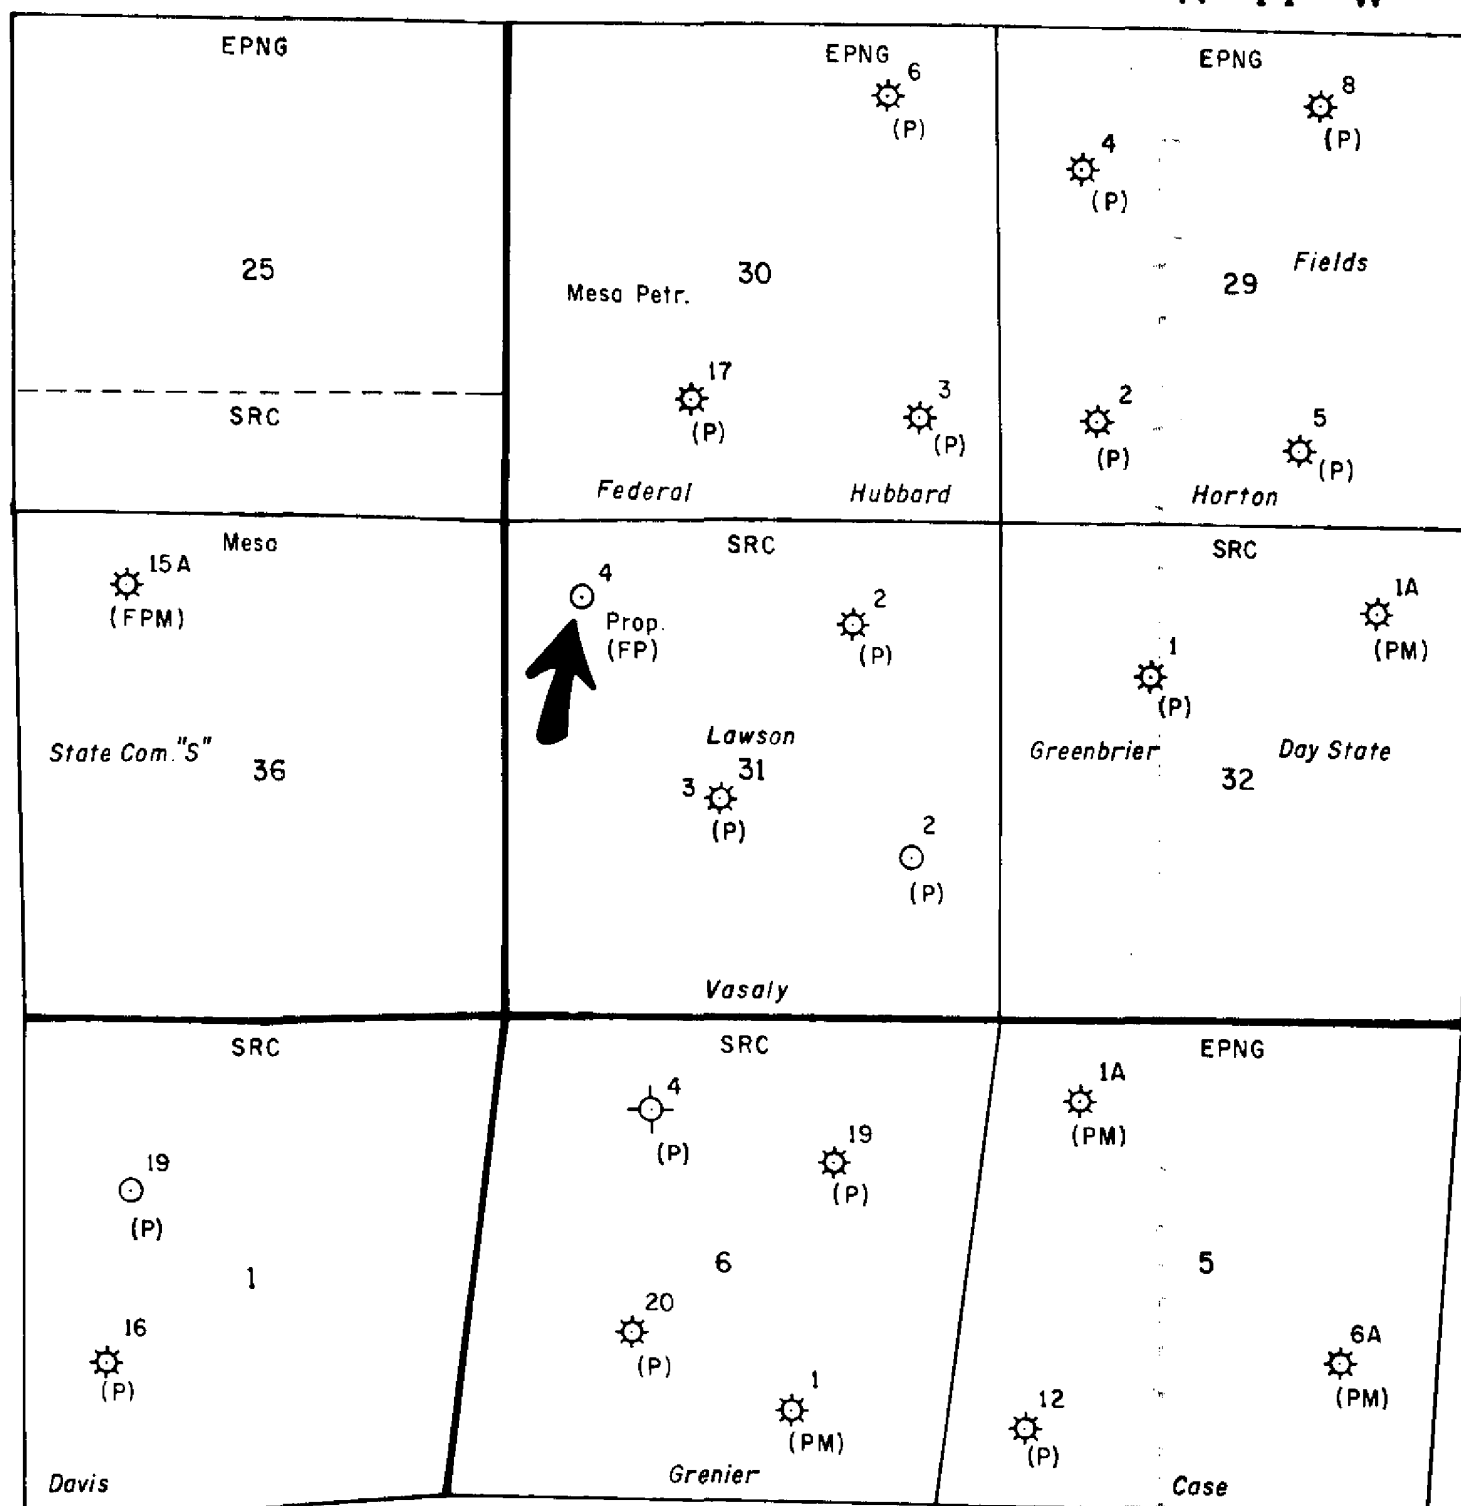 EPNG
25
SRC
EPNG
6
(P)
Mesa Petr.
30
17
(P)
3
(P)
Federal
Hubbard
EPNG
8
(P)
4
(P)
Fields
29
2
(P)
5
(P)
Horton
Mesa
15A
(FPM)
State Com."S"
36
SRC
4
Prop.
(FP)
2
(P)
Lawson
31
3
(P)
2
(P)
Vasaly
SRC
1A
(PM)
1
(P)
Greenbrier
Day State
32
SRC
19
(P)
1
16
(P)
Davis
SRC
4
(P)
19
(P)
6
20
(P)
1
(PM)
Grenier
EPNG
1A
(PM)
5
6A
(PM)
12
(P)
Case